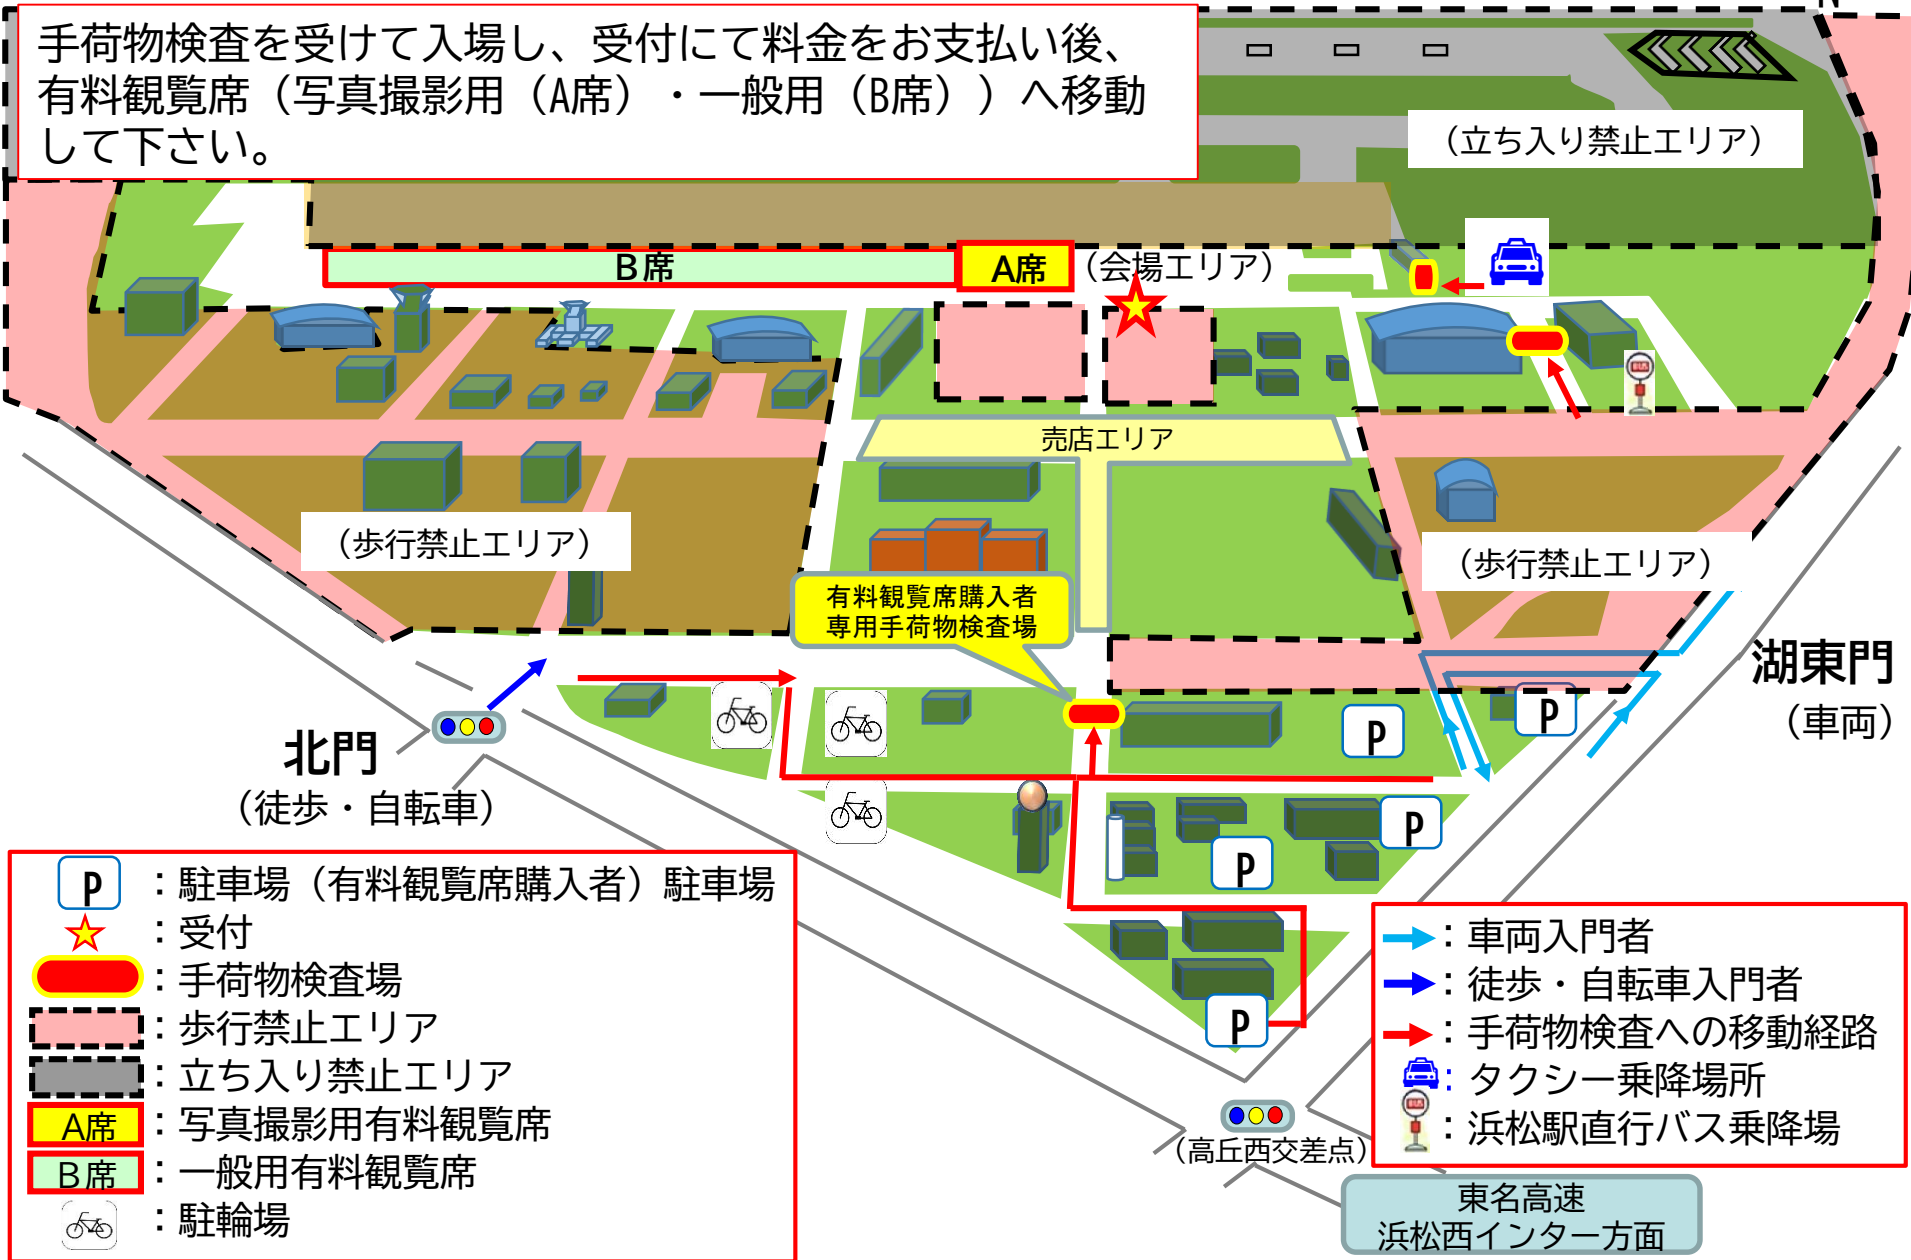 手荷物検査を受けて入場し、受付にて料金をお支払い後、
有料観覧席（写真撮影用（A席）・一般用（B席））へ移動
して下さい。
（立ち入り禁止エリア）
B席
A席
（会場エリア）
BUS
売店エリア
（歩行禁止エリア）
（歩行禁止エリア）
有料観覧席購入者
専用手荷物検査場
湖東門
（車両）
P
P
北門
（徒歩・自転車）
P
P
P
P ：駐車場（有料観覧席購入者）駐車場
：受付
：手荷物検査場
：歩行禁止エリア
：立ち入り禁止エリア
A席 ：写真撮影用有料観覧席
B席 ：一般用有料観覧席
：駐輪場
：車両入門者
：徒歩・自転車入門者
：手荷物検査への移動経路
：タクシー乗降場所
BUS ：浜松駅直行バス乗降場
（高丘西交差点）
東名高速
浜松西インター方面